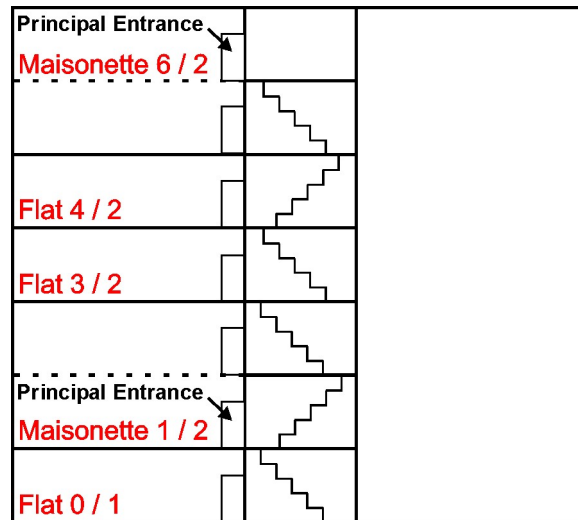 Principal Entrance
Maisonette 6 / 2
Flat 4 / 2
Flat 3 / 2
Principal Entrance
Maisonette 1 / 2
Flat 0 / 1